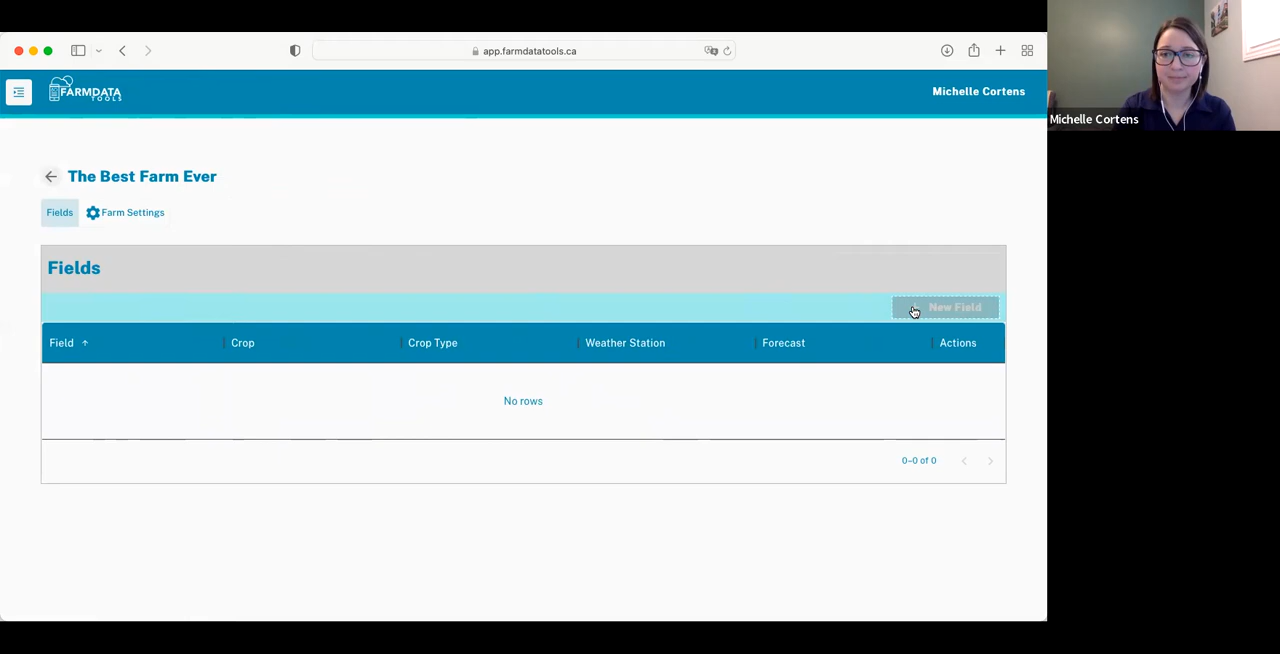 app.farmdatatools.ca
FARMDATA
TOOLS
Michelle Cortens
Michelle Cortens
The Best Farm Ever
Fields
Farm Settings
Fields
New Field
Field
Crop
Crop Type
Weather Station
Forecast
Actions
No rows
0–0 of 0